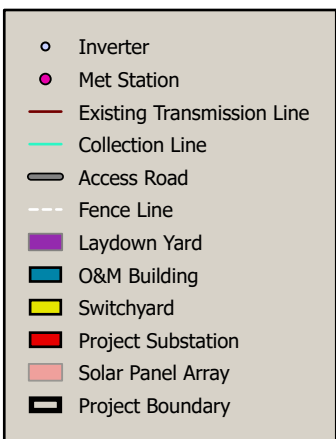 Inverter
Met Station
Existing Transmission Line
Collection Line
Access Road
Fence Line
Laydown Yard
O&M Building
Switchyard
Project Substation
Solar Panel Array
Project Boundary